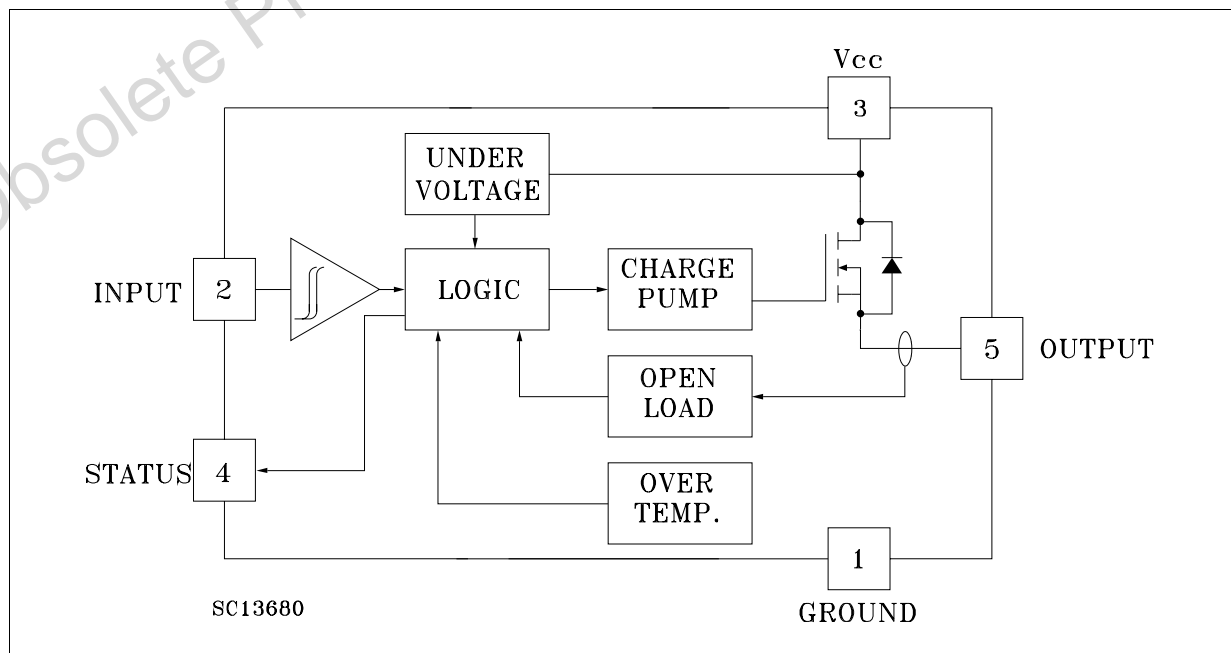 Obsolete
Vcc
3
UNDER
VOLTAGE
INPUT
2
LOGIC
CHARGE
PUMP
5
OUTPUT
OPEN
LOAD
STATUS
4
OVER
TEMP.
1
GROUND
SC13680